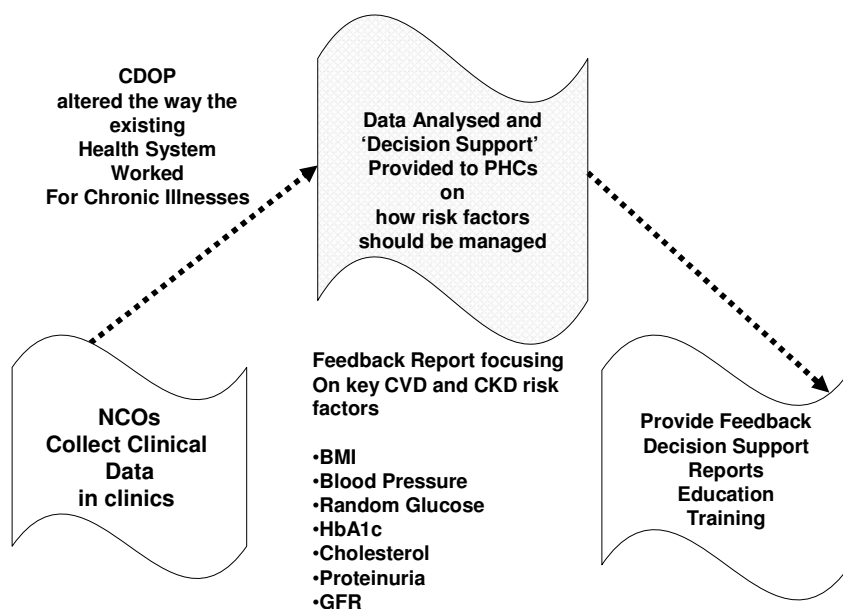 CDOP
altered the way the
existing
Health System
Worked
For Chronic Illnesses
Data Analysed and
‘Decision Support’
Provided to PHCs
on
how risk factors
should be managed
NCOs
Collect Clinical
Data
in clinics
Feedback Report focusing
On key CVD and CKD risk
factors
•BMI
•Blood Pressure
•Random Glucose
•HbA1c
•Cholesterol
•Proteinuria
•GFR
Provide Feedback
Decision Support
Reports
Education
Training